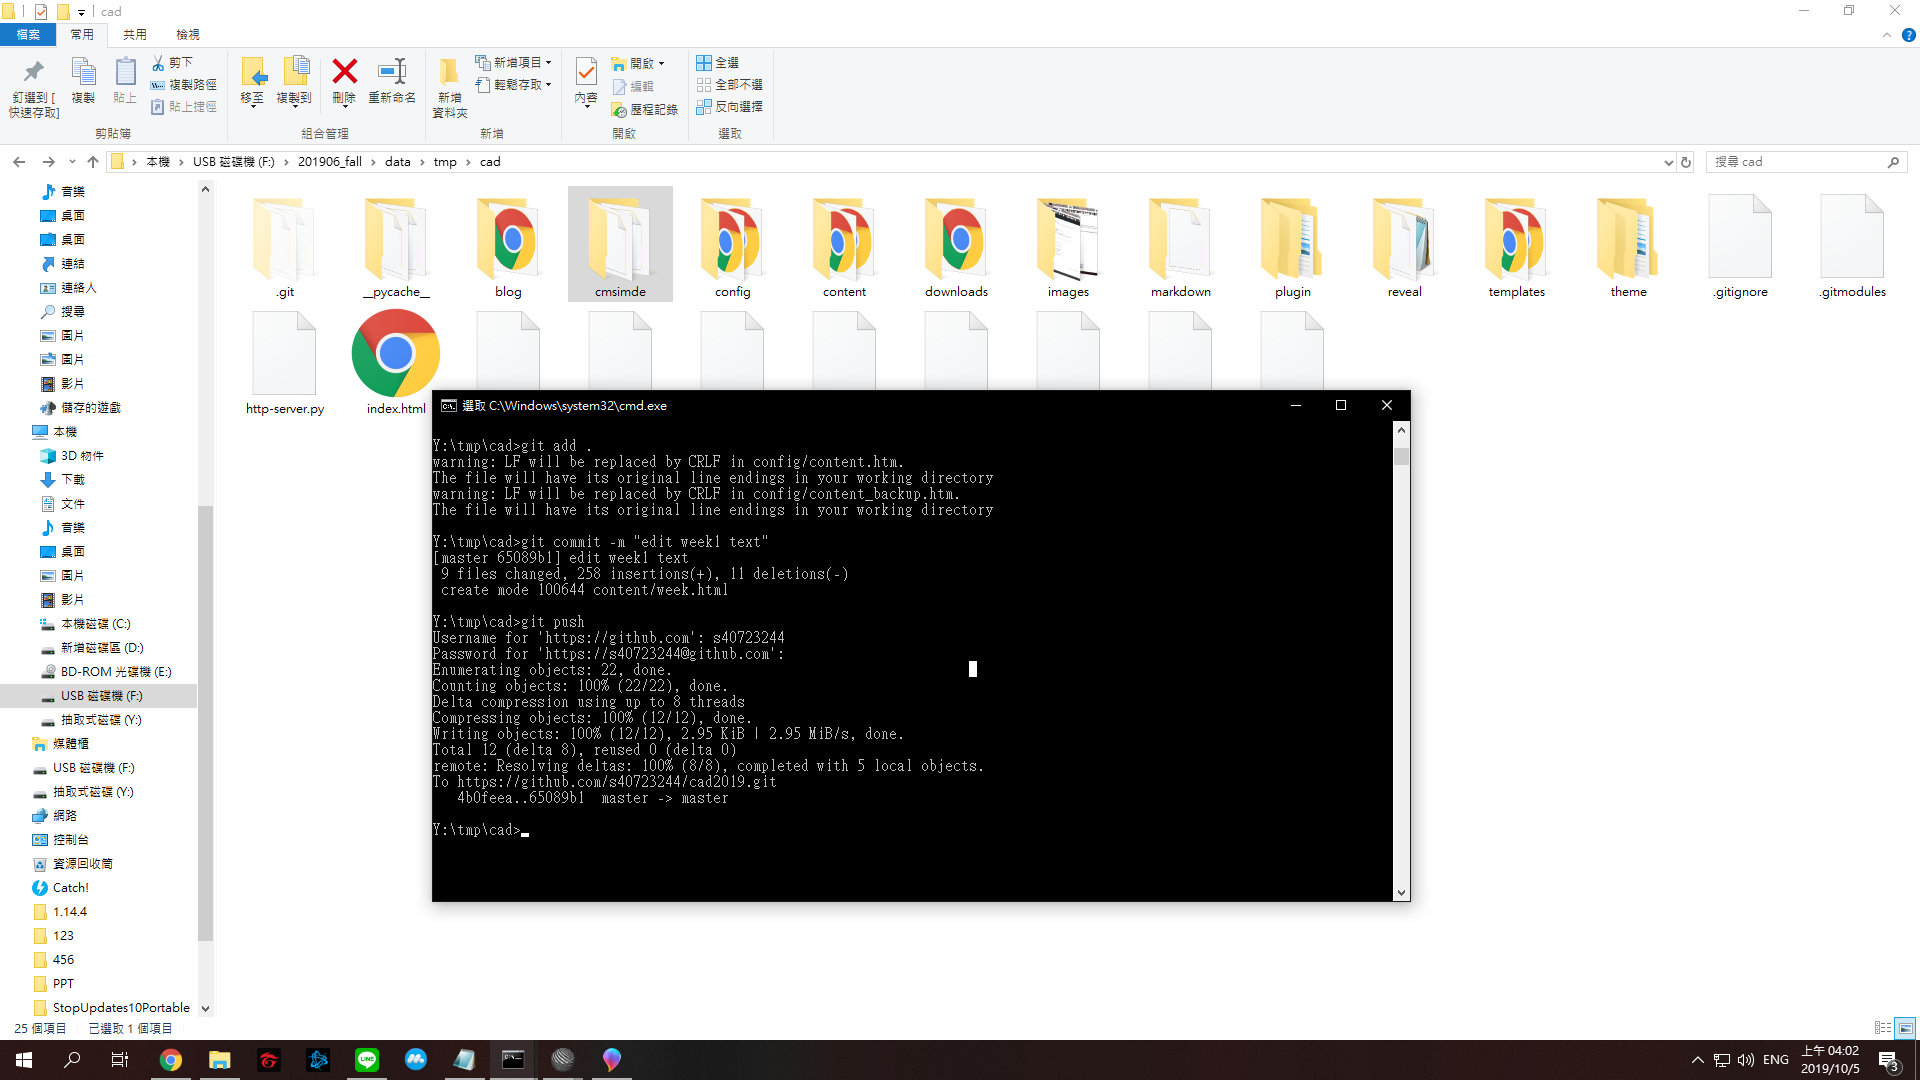 cad
檔案
常用
共用
檢視
釘選到 [
快速存取]
複製
貼上
剪下
複製路徑
貼上捷徑
剪貼簿
移至
複製到
刪除
重新命名
組合管理
新增
資料夾
新增項目
輕鬆存取
新增
內容
開啟
編輯
歷程記錄
開啟
全選
全部不選
反向選擇
選取
本機 › USB 磁碟機 (F:) › 201906_fall › data › tmp › cad
搜尋 cad
音樂
桌面
桌面
連結
連絡人
搜尋
圖片
圖片
影片
儲存的遊戲
本機
3D 物件
下載
文件
音樂
桌面
圖片
影片
本機磁碟 (C:)
新增磁碟區 (D:)
BD-ROM 光碟機 (E:)
USB 磁碟機 (F:)
抽取式磁碟 (Y:)
媒體櫃
USB 磁碟機 (F:)
抽取式磁碟 (Y:)
網路
控制台
資源回收筒
Catch!
1.14.4
123
456
PPT
StopUpdates10Portable
.git
__pycache__
blog
cmsimde
config
content
downloads
images
markdown
plugin
reveal
templates
theme
.gitignore
.gitmodules
http-server.py
index.html
選取 C:\Windows\system32\cmd.exe
Y:\tmp\cad>git add .
warning: LF will be replaced by CRLF in config/content.htm.
The file will have its original line endings in your working directory
warning: LF will be replaced by CRLF in config/content_backup.htm.
The file will have its original line endings in your working directory
Y:\tmp\cad>git commit -m "edit week1 text"
[master 65089b1] edit week1 text
9 files changed, 258 insertions(+), 11 deletions(-)
create mode 100644 content/week.html
Y:\tmp\cad>git push
Username for 'https://github.com': s40723244
Password for 'https://s40723244@github.com':
Enumerating objects: 22, done.
Counting objects: 100% (22/22), done.
Delta compression using up to 8 threads
Compressing objects: 100% (12/12), done.
Writing objects: 100% (12/12), 2.95 KiB | 2.95 MiB/s, done.
Total 12 (delta 8), reused 0 (delta 0)
remote: Resolving deltas: 100% (8/8), completed with 5 local objects.
To https://github.com/s40723244/cad2019.git
4b0feea..65089b1  master -> master
Y:\tmp\cad>
25 個項目
已選取 1 個項目
LINE
ENG
上午 04:02
2019/10/5
3